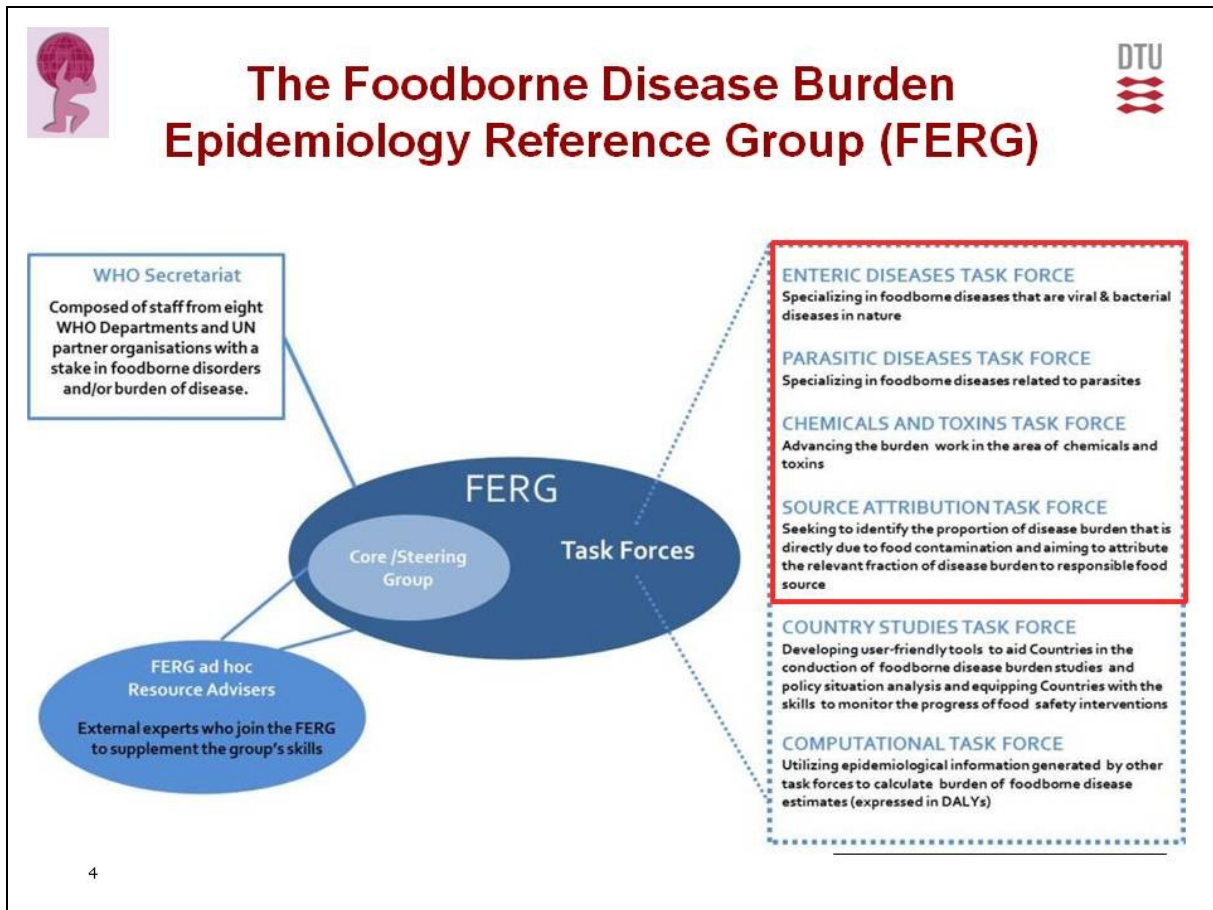 DTU
The Foodborne Disease Burden
Epidemiology Reference Group (FERG)
WHO Secretariat
Composed of staff from eight
WHO Departments and UN
partner organisations with a
stake in foodborne disorders
and/or burden of disease.
FERG
Core /Steering
Group
Task Forces
FERG ad hoc
Resource Advisers
External experts who join the FERG
to supplement the group's skills
ENTERIC DISEASES TASK FORCE
Specializing in foodborne diseases that are viral & bacterial
diseases in nature
PARASITIC DISEASES TASK FORCE
Specializing in foodborne diseases related to parasites
CHEMICALS AND TOXINS TASK FORCE
Advancing the burden work in the area of chemicals and
toxins
SOURCE ATTRIBUTION TASK FORCE
Seeking to identify the proportion of disease burden that is
directly due to food contamination and aiming to attribute
the relevant fraction of disease burden to responsible food
source
COUNTRY STUDIES TASK FORCE
Developing user-friendly tools to aid Countries in the
conduction of foodborne disease burden studies and
policy situation analysis and equipping Countries with the
skills to monitor the progress of food safety interventions
COMPUTATIONAL TASK FORCE
Utilizing epidemiological information generated by other
task forces to calculate burden of foodborne disease
estimates (expressed in DALYs)
4